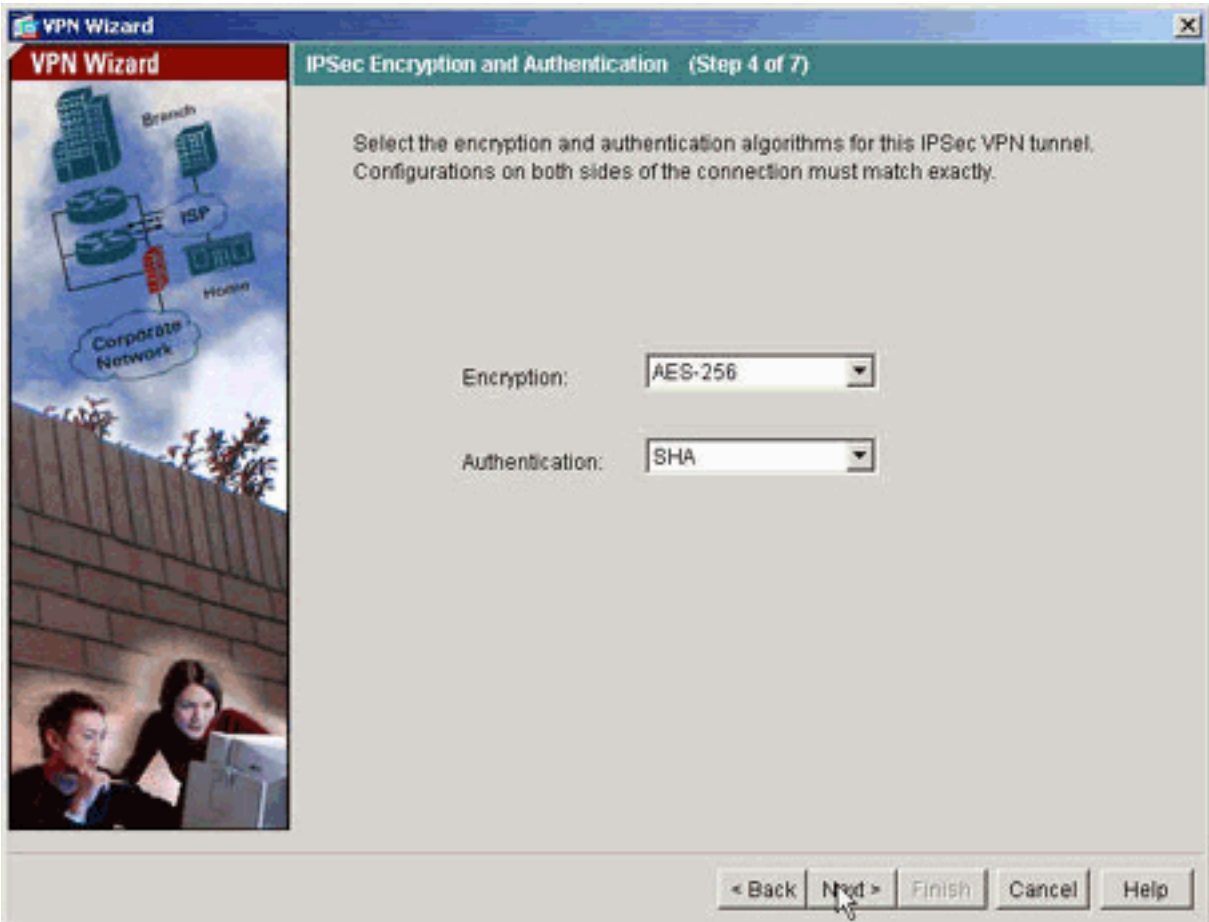 VPN Wizard
VPN Wizard
IPSec Encryption and Authentication (Step 4 of 7)
Branch
ISP
Home
Corporate
Network
Select the encryption and authentication algorithms for this IPSec VPN tunnel.
Configurations on both sides of the connection must match exactly.
Encryption:
AES-256
Authentication:
SHA
< Back
Next >
Finish
Cancel
Help